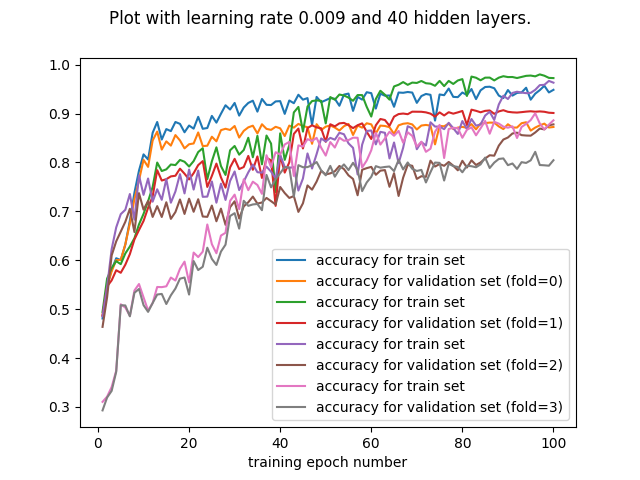 Plot with learning rate 0.009 and 40 hidden layers.
1.0
0.9
0.8
0.7
0.6
0.5
0.4
0.3
accuracy for train set
accuracy for validation set (fold=0)
accuracy for train set
accuracy for validation set (fold=1)
accuracy for train set
accuracy for validation set (fold=2)
accuracy for train set
accuracy for validation set (fold=3)
0 20 40 60 80 100
training epoch number